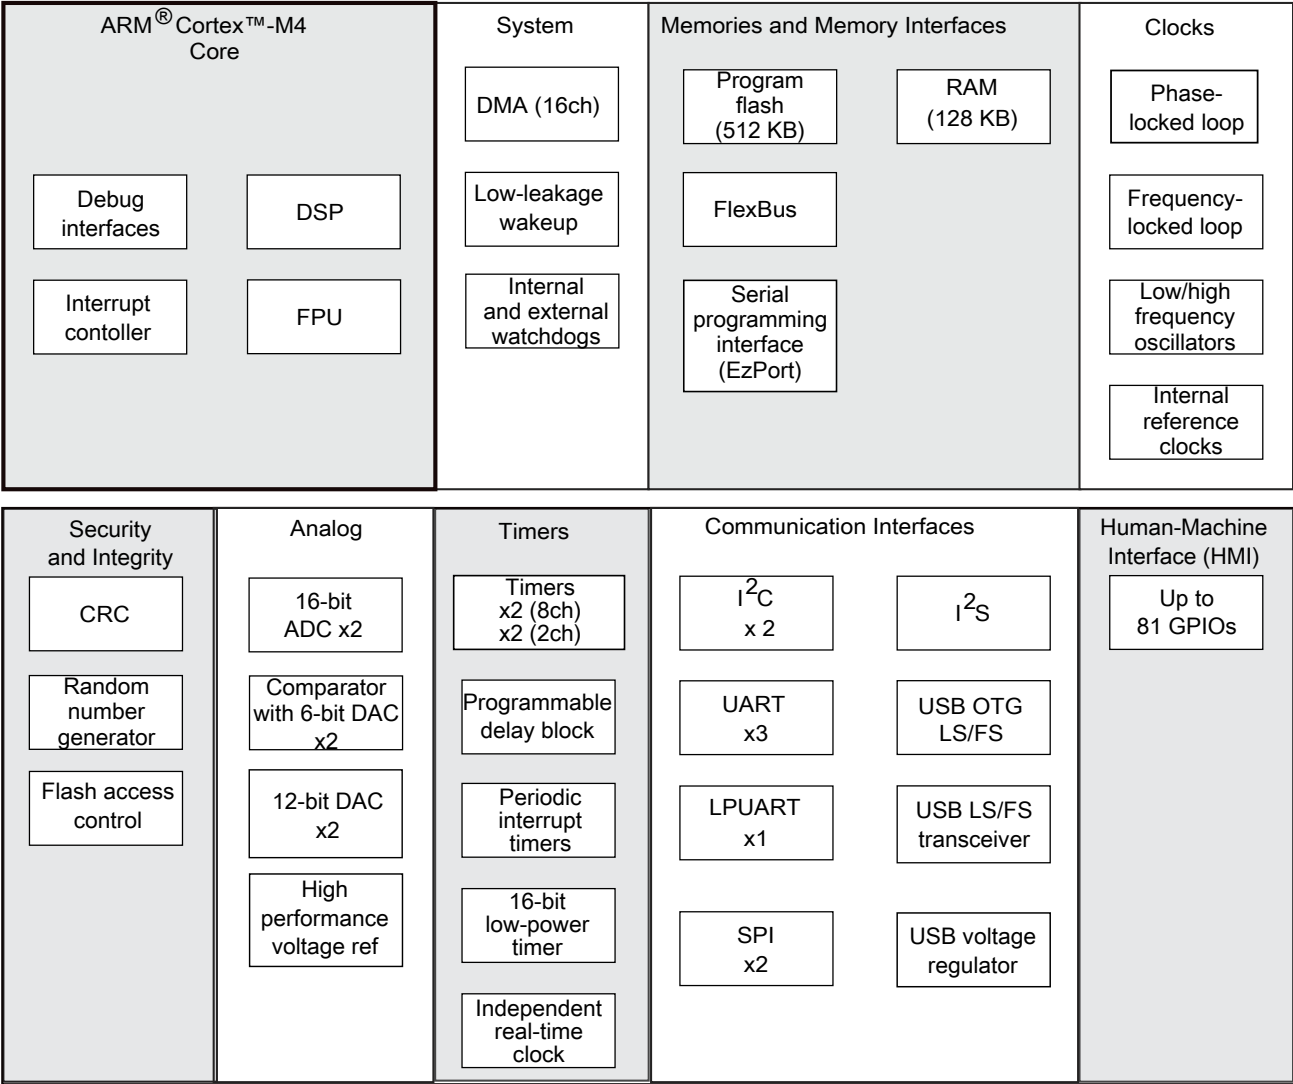 ARM®Cortex™-M4
Core
Debug
interfaces
DSP
Interrupt
contoller
FPU
System
DMA (16ch)
Low-leakage
wakeup
Internal
and external
watchdogs
Memories and Memory Interfaces
Program
flash
(512 KB)
RAM
(128 KB)
FlexBus
Serial
programming
interface
(EzPort)
Clocks
Phase-
locked loop
Frequency-
locked loop
Low/high
frequency
oscillators
Internal
reference
clocks
Security
and Integrity
CRC
Random
number
generator
Flash access
control
Analog
16-bit
ADC x2
Comparator
with 6-bit DAC
x2
12-bit DAC
x2
High
performance
voltage ref
Timers
Timers
x2 (8ch)
x2 (2ch)
Programmable
delay block
Periodic
interrupt
timers
16-bit
low-power
timer
Independent
real-time
clock
Communication Interfaces
I²C
x 2
I²S
UART
x3
USB OTG
LS/FS
LPUART
x1
USB LS/FS
transceiver
SPI
x2
USB voltage
regulator
Human-Machine
Interface (HMI)
Up to
81 GPIOs